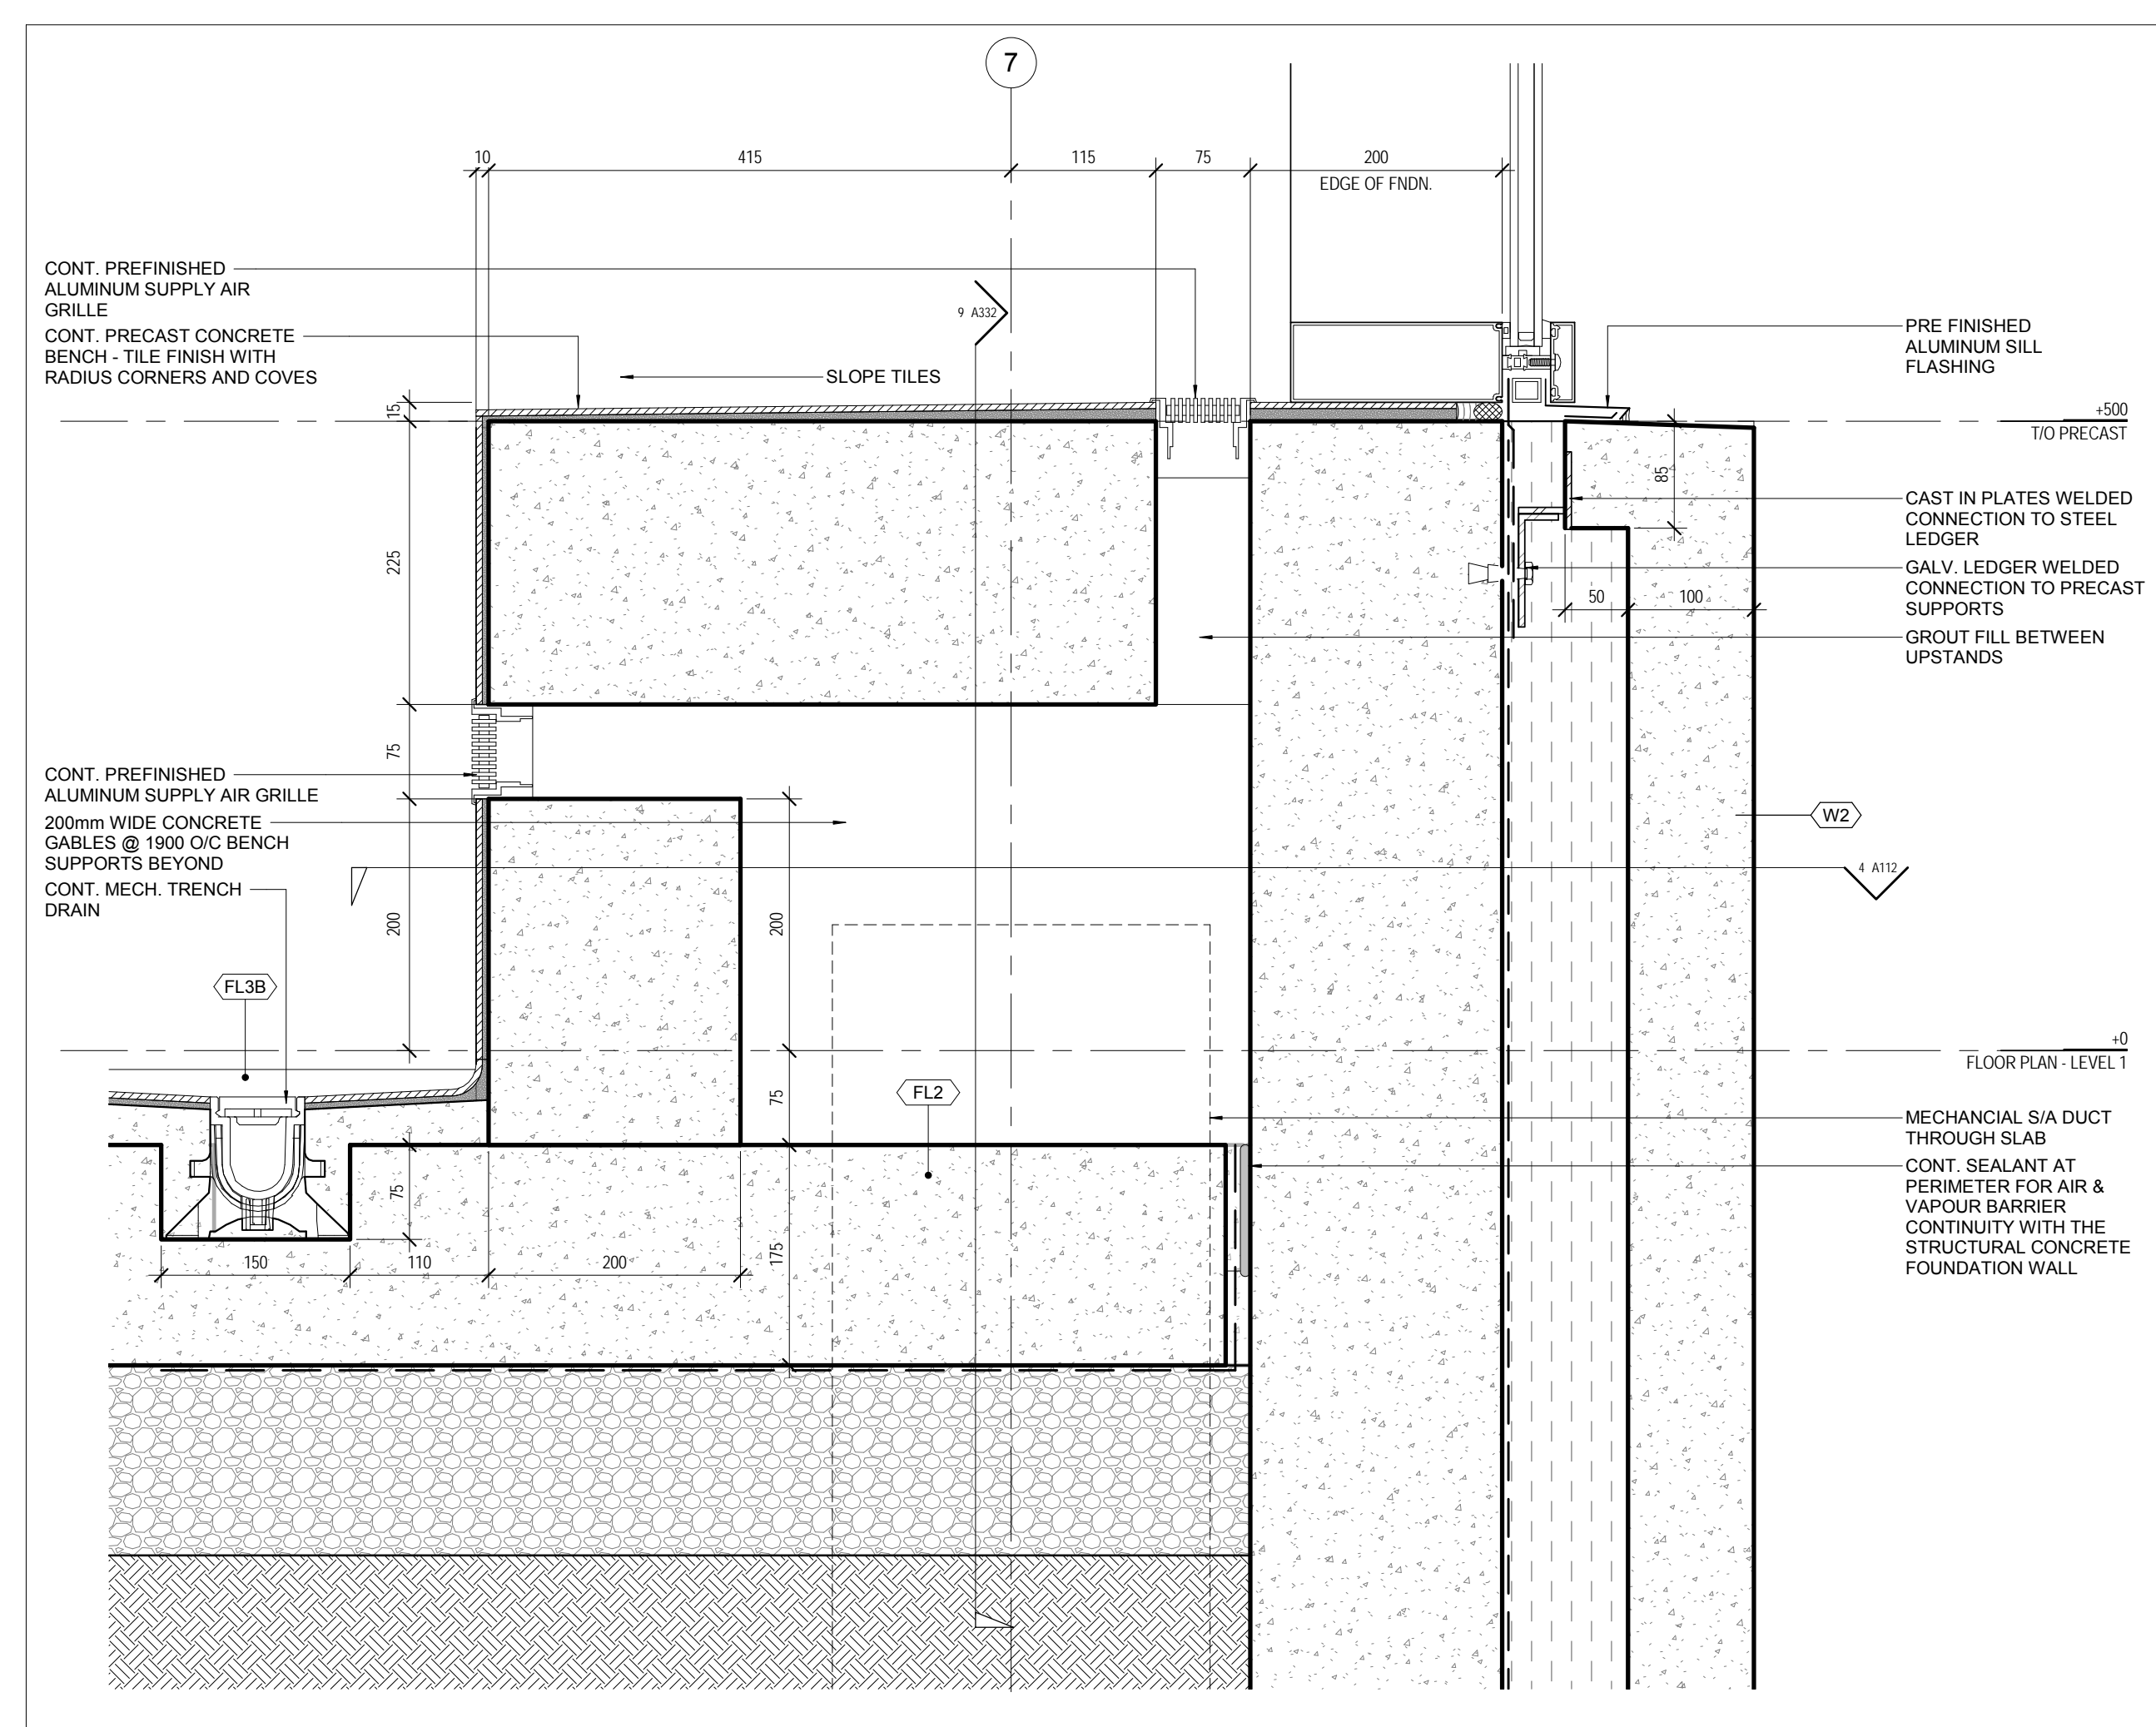 7
10
415
115
75
200
EDGE OF FNDN.
CONT. PREFINISHED
ALUMINUM SUPPLY AIR
GRILLE
9 A332
CONT. PRECAST CONCRETE
BENCH - TILE FINISH WITH
RADIUS CORNERS AND COVES
SLOPE TILES
PRE FINISHED
ALUMINUM SILL
FLASHING
15
+500
T/O PRECAST
85
CAST IN PLATES WELDED
CONNECTION TO STEEL
LEDGER
225
GALV. LEDGER WELDED
CONNECTION TO PRECAST
SUPPORTS
50
100
GROUT FILL BETWEEN
UPSTANDS
75
CONT. PREFINISHED
ALUMINUM SUPPLY AIR GRILLE
200mm WIDE CONCRETE
GABLES @ 1900 O/C BENCH
SUPPORTS BEYOND
W2
4 A112
CONT. MECH. TRENCH
DRAIN
200
200
FL3B
+0
FLOOR PLAN - LEVEL 1
FL2
75
MECHANCIAL S/A DUCT
THROUGH SLAB
CONT. SEALANT AT
PERIMETER FOR AIR &
VAPOUR BARRIER
CONTINUITY WITH THE
STRUCTURAL CONCRETE
FOUNDATION WALL
75
175
150
110
200